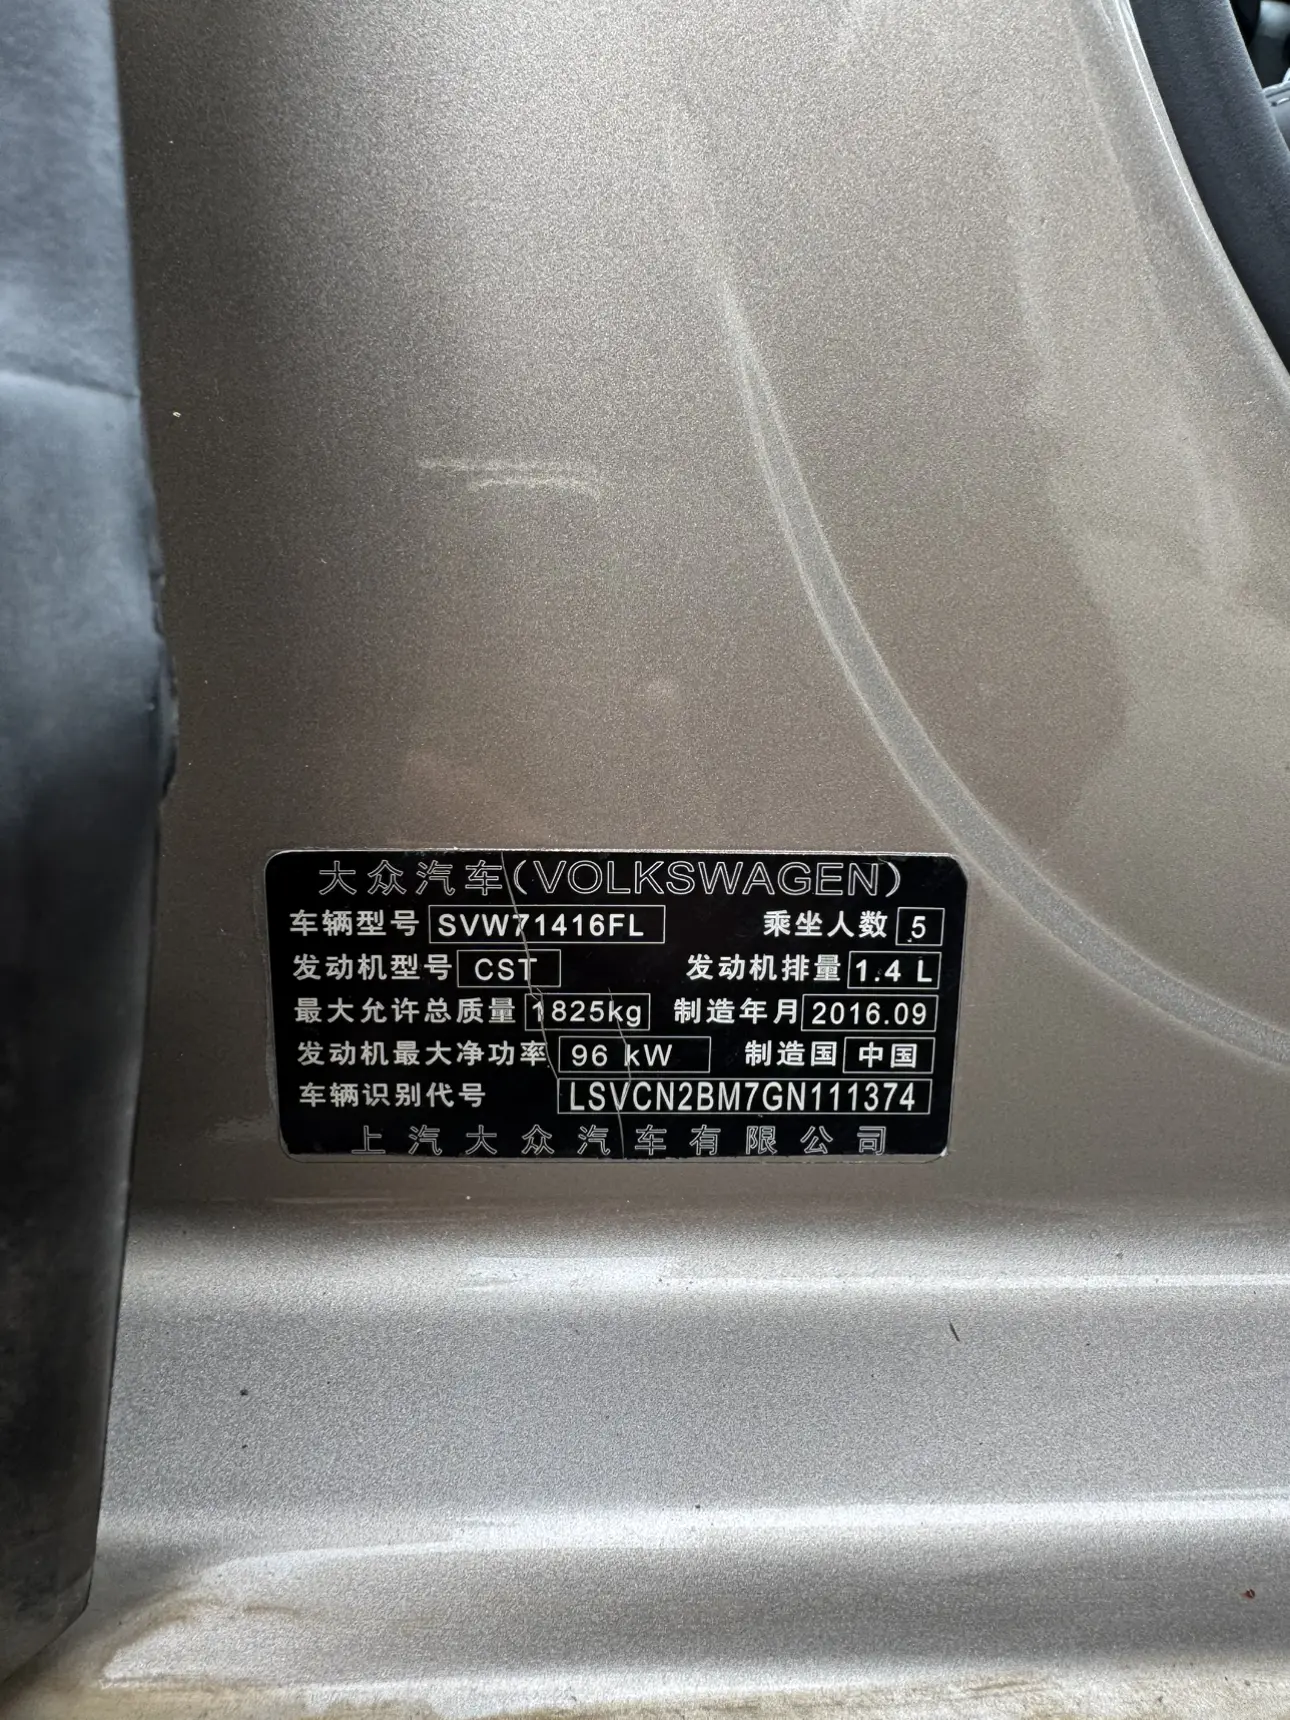 大众汽车(VOLKSWAGEN)
车辆型号 SVW71416FL 乘坐人数 5
发动机型号 CST 发动机排量 1.4 L
最大允许总质量 1825kg 制造年月 2016.09
发动机最大净功率 96 kW 制造国 中国
车辆识别代号 LSVCN2BM7GN111374
上汽大众汽车有限公司